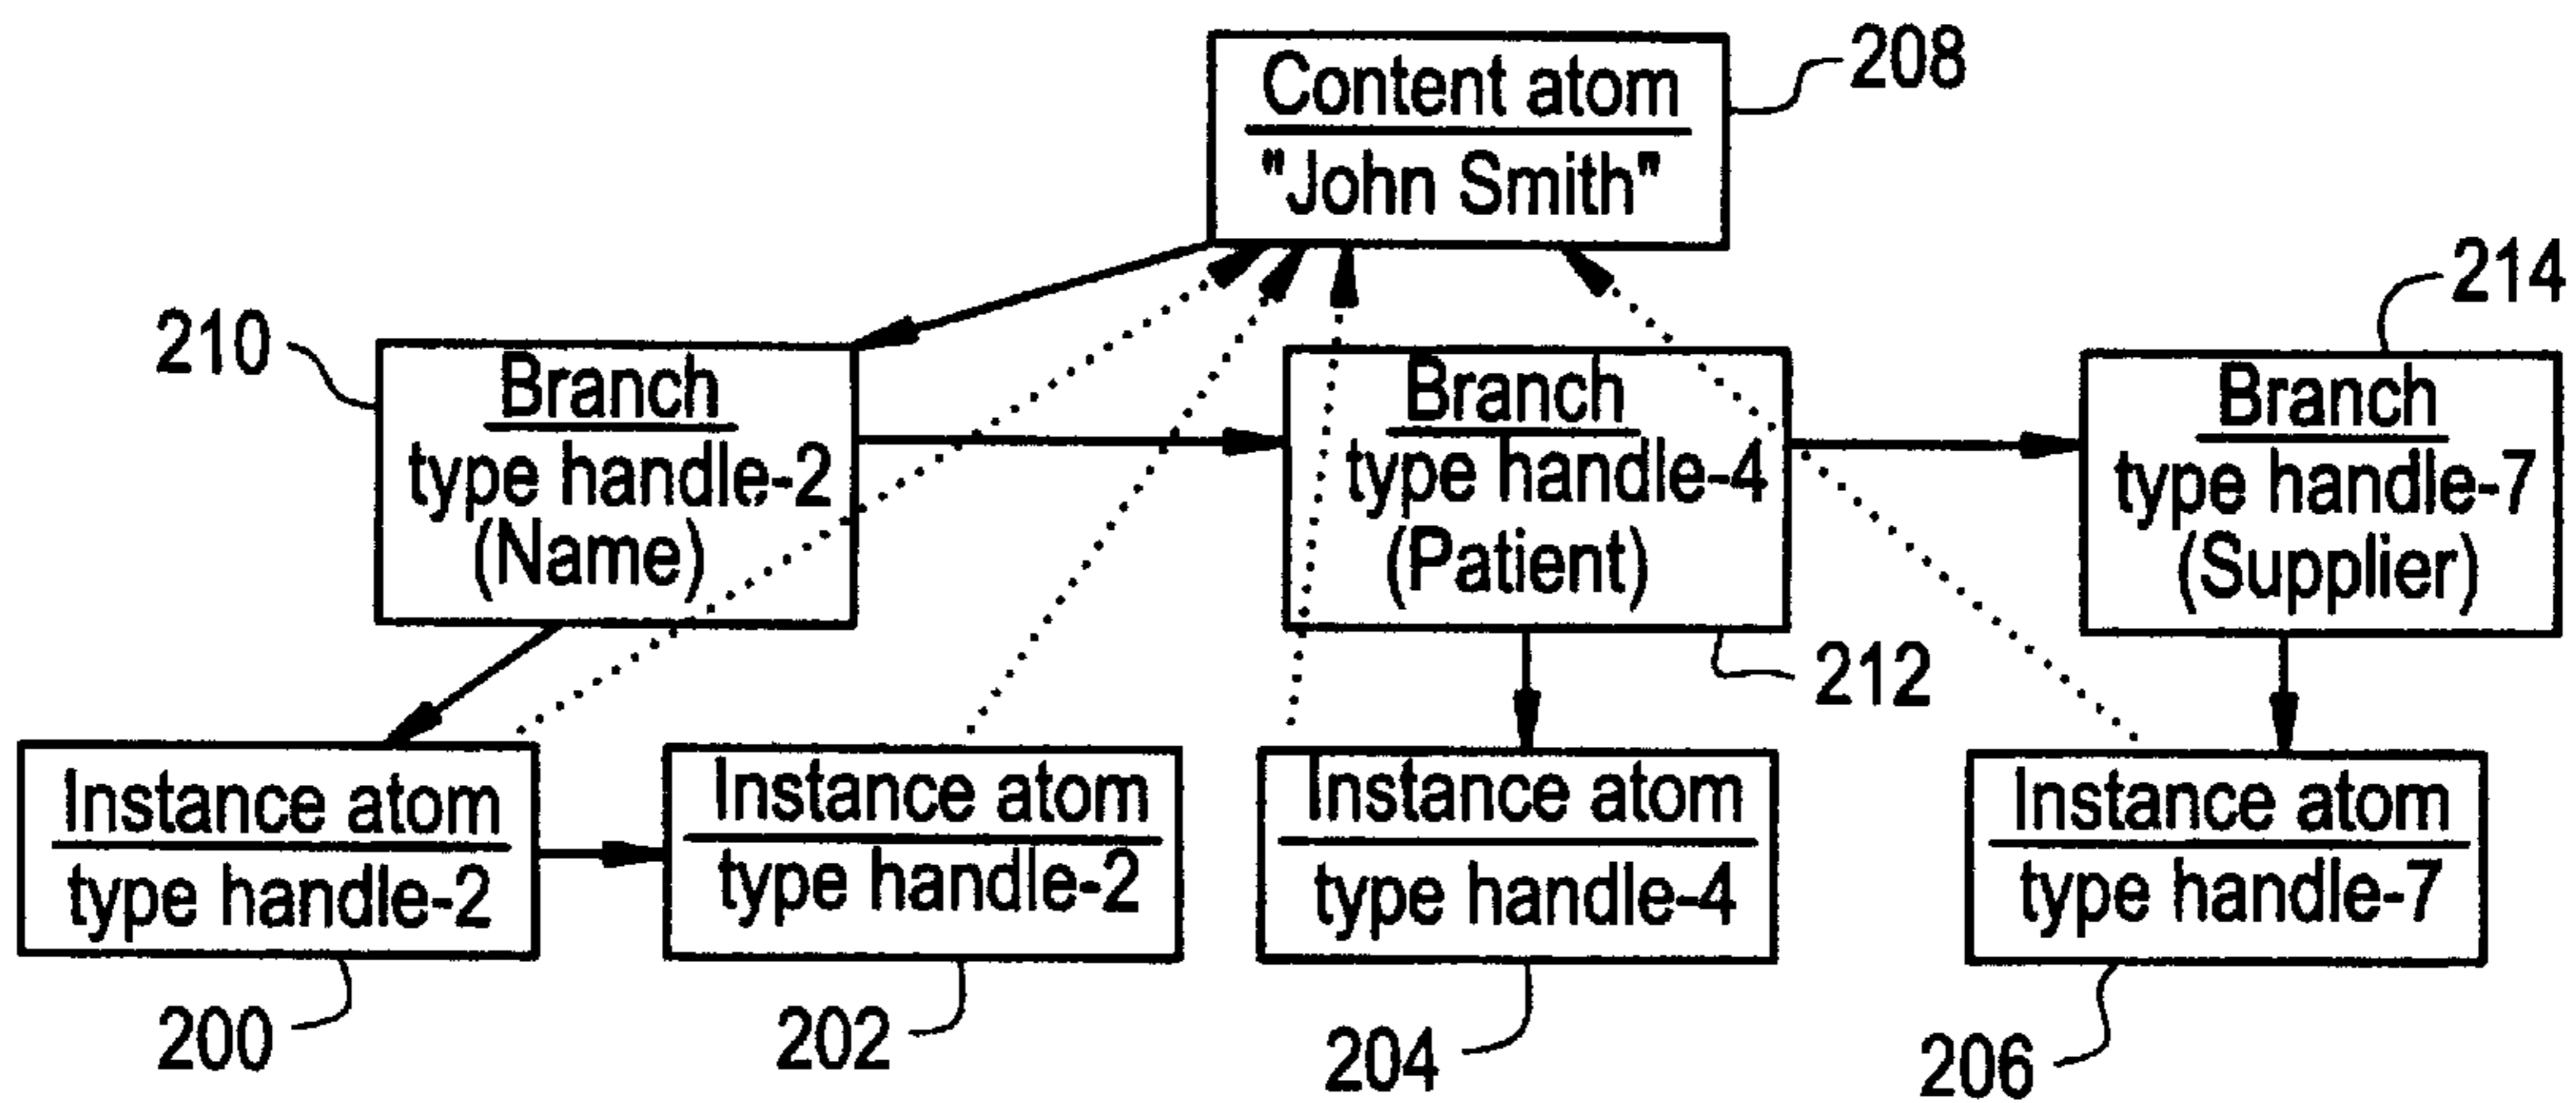 Content atom
"John Smith"
208
210
Branch
type handle-2
(Name)
Branch
type handle-4
(Patient)
212
214
Branch
type handle-7
(Supplier)
Instance atom
type handle-2
200
Instance atom
type handle-2
202
Instance atom
type handle-4
204
Instance atom
type handle-7
206